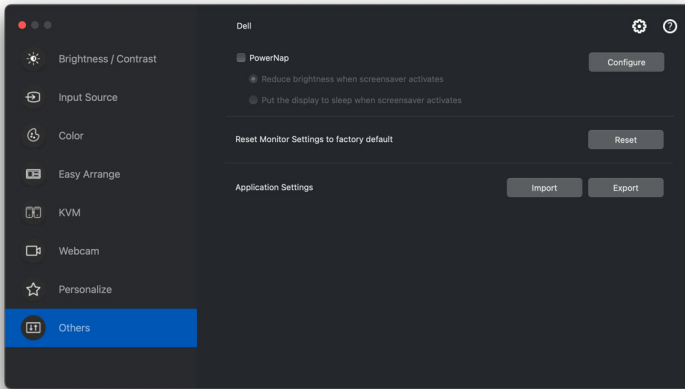 Dell
Brightness / Contrast
Input Source
Color
Easy Arrange
KVM
Webcam
Personalize
Others
PowerNap
Configure
Reduce brightness when screensaver activates
Put the display to sleep when screensaver activates
Reset Monitor Settings to factory default
Reset
Application Settings
Import
Export